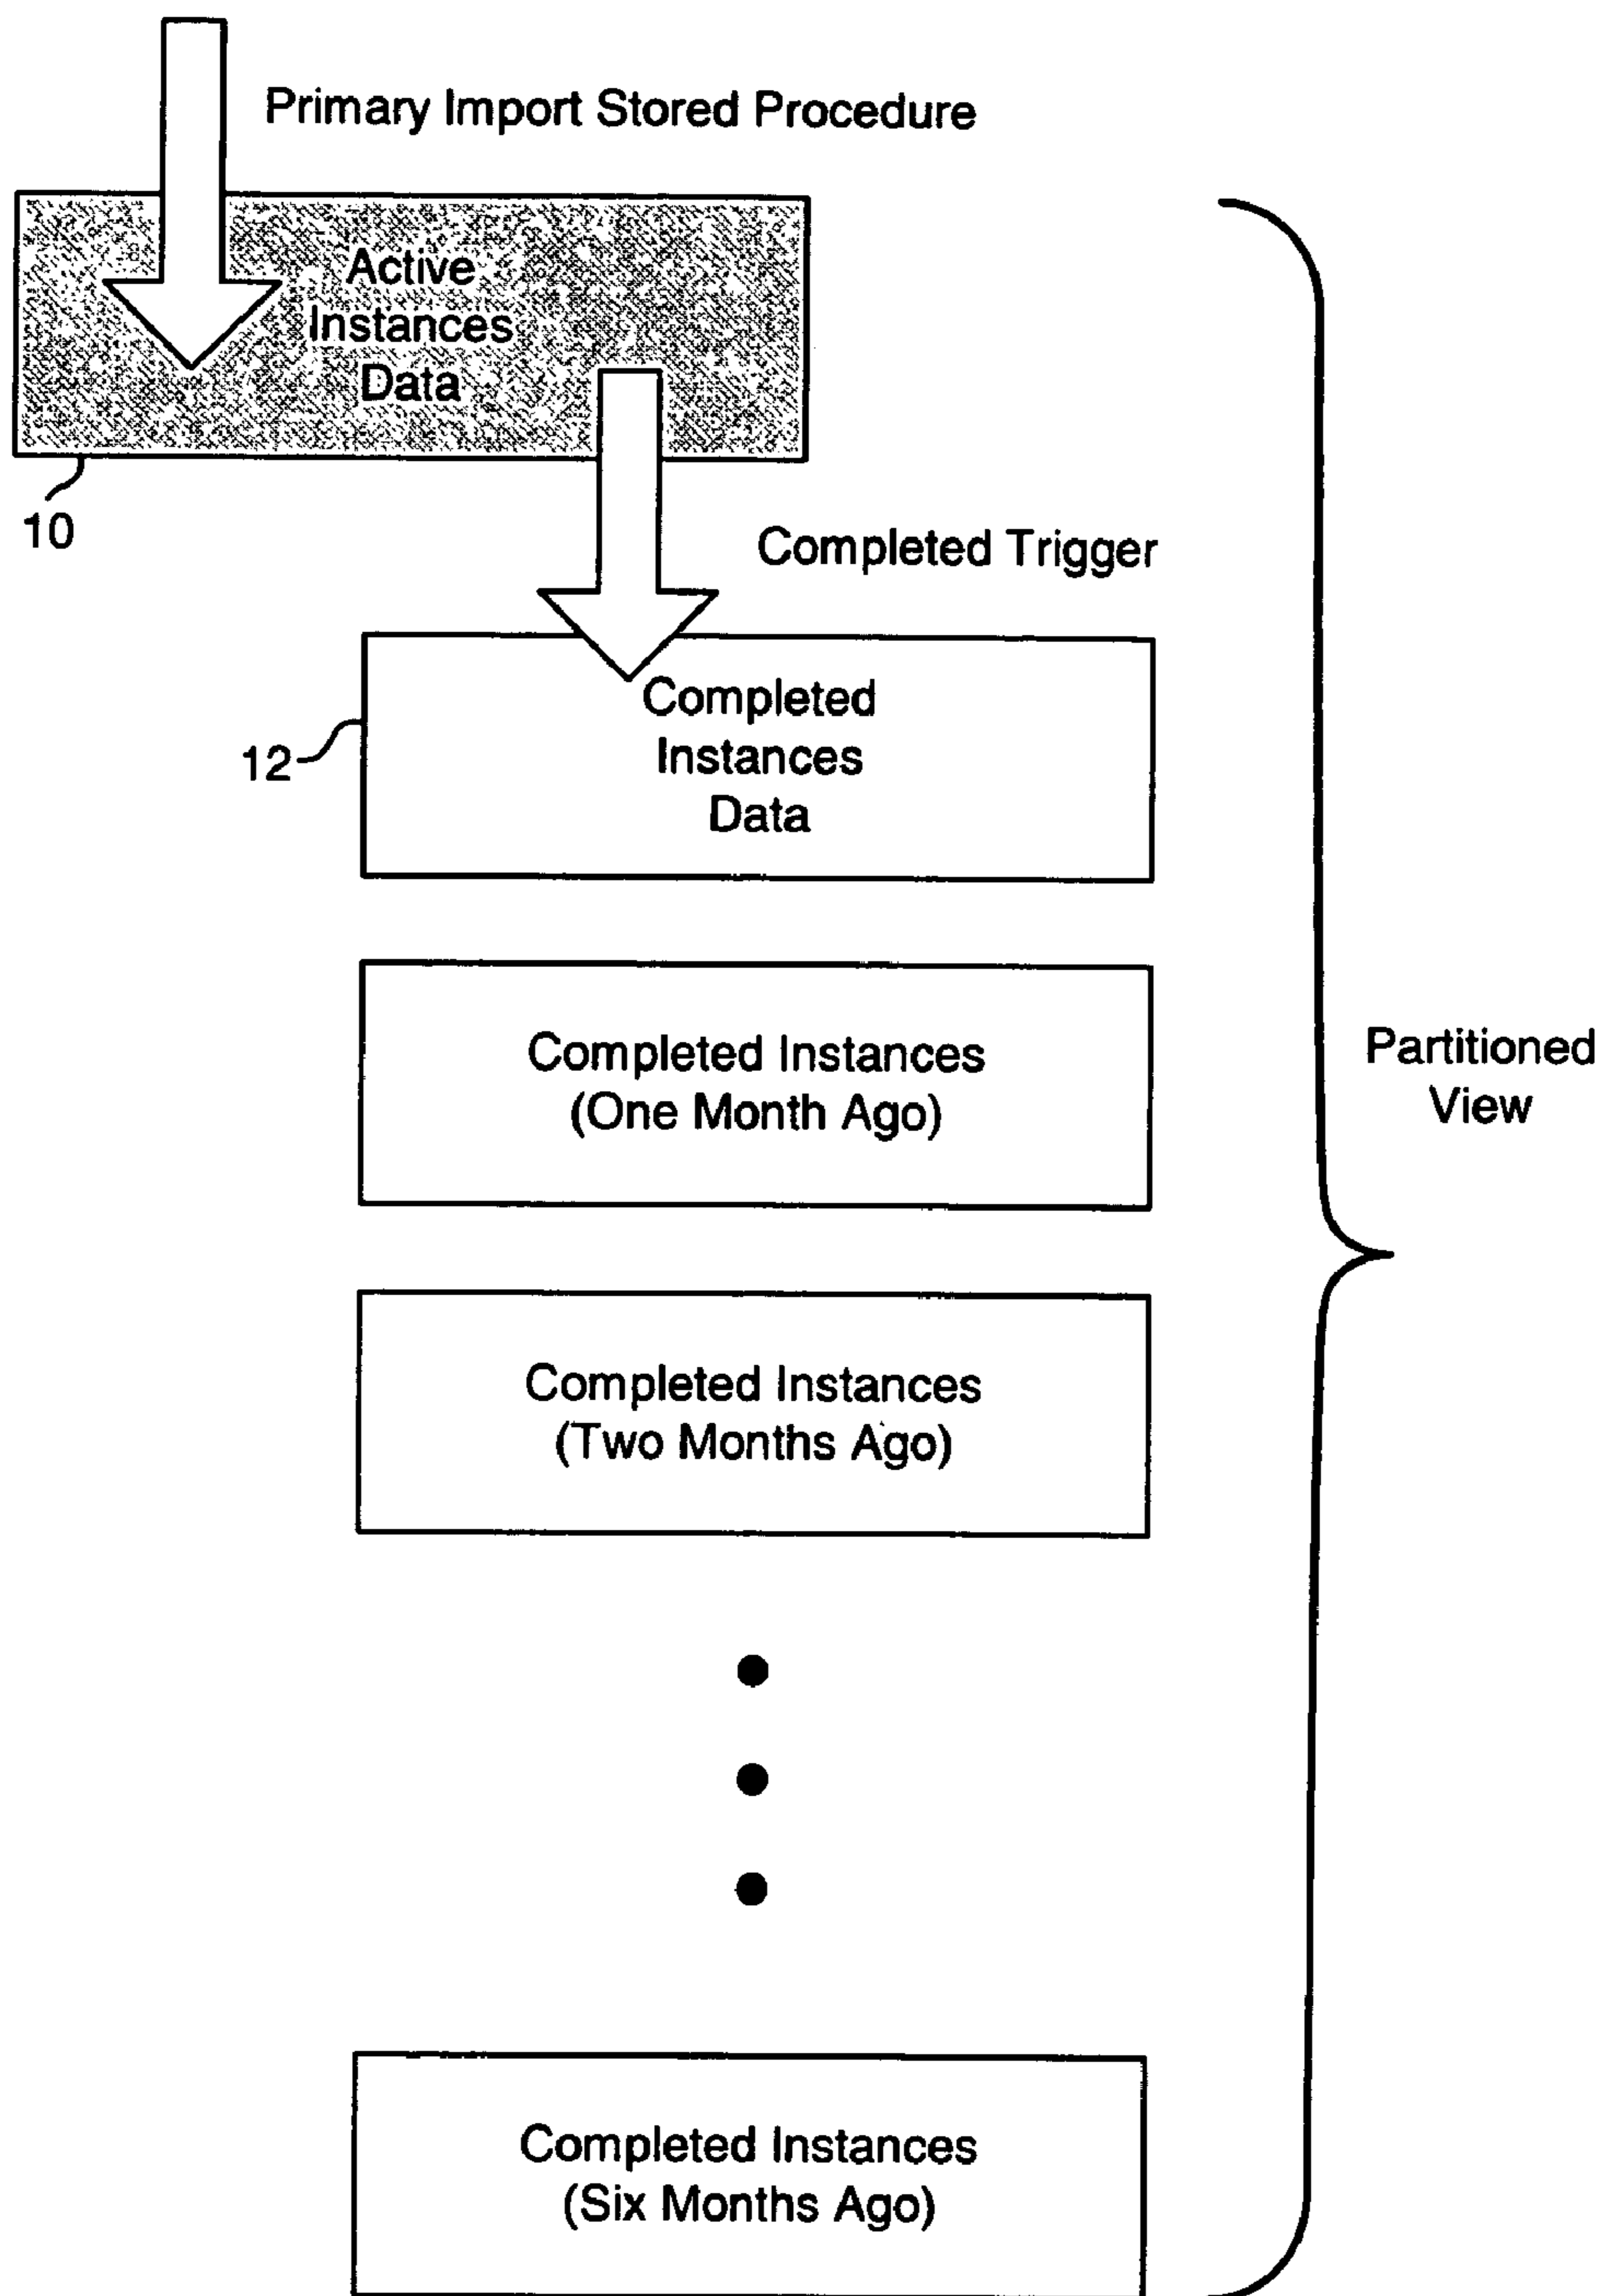 Primary Import Stored Procedure
Active
Instances
Data
10
Completed Trigger
12
Completed
Instances
Data
Completed Instances
(One Month Ago)
Partitioned
View
Completed Instances
(Two Months Ago)
Completed Instances
(Six Months Ago)